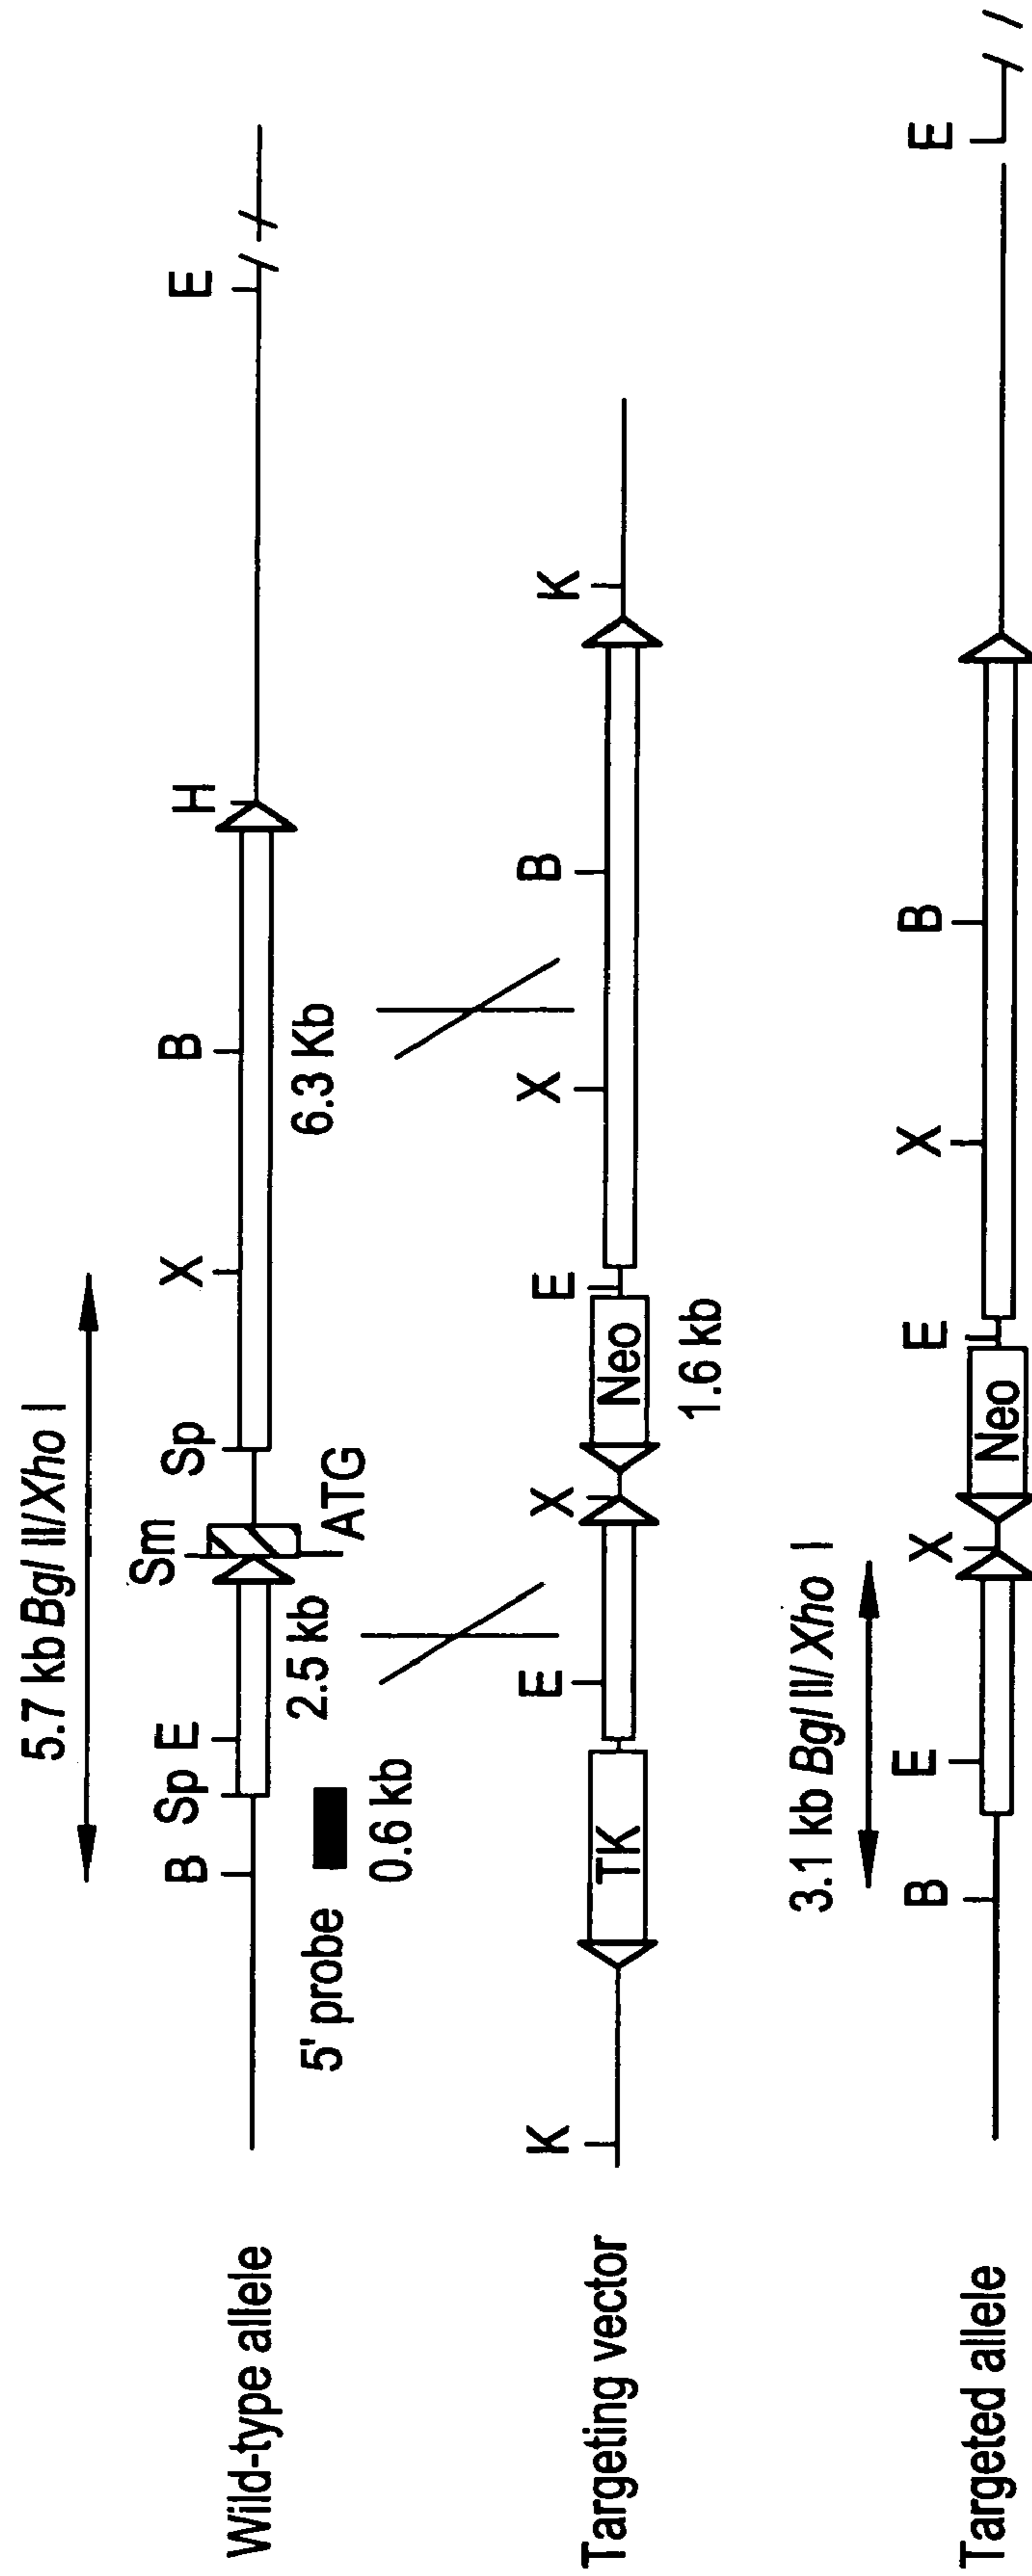 5.7 kb Bgl II/Xho I
B Sp E Sm Sp X B H E
ATG
Wild-type allele
2.5 kb
6.3 Kb
5' probe
0.6 kb
K E X E X B K
TK Neo
Targeting vector
1.6 kb
3.1 kb Bgl II/Xho I
B E X E X B E
Neo
Targeted allele